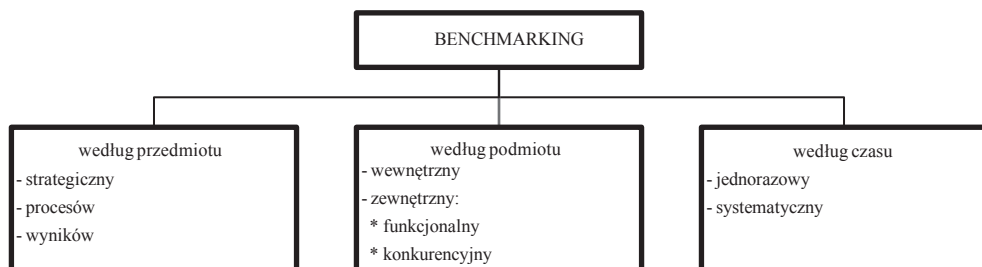 BENCHMARKING
według przedmiotu
- strategiczny
- procesów
- wyników
według podmiotu
- wewnętrzny
- zewnętrzny:
* funkcjonalny
* konkurencyjny
według czasu
- jednorazowy
- systematyczny